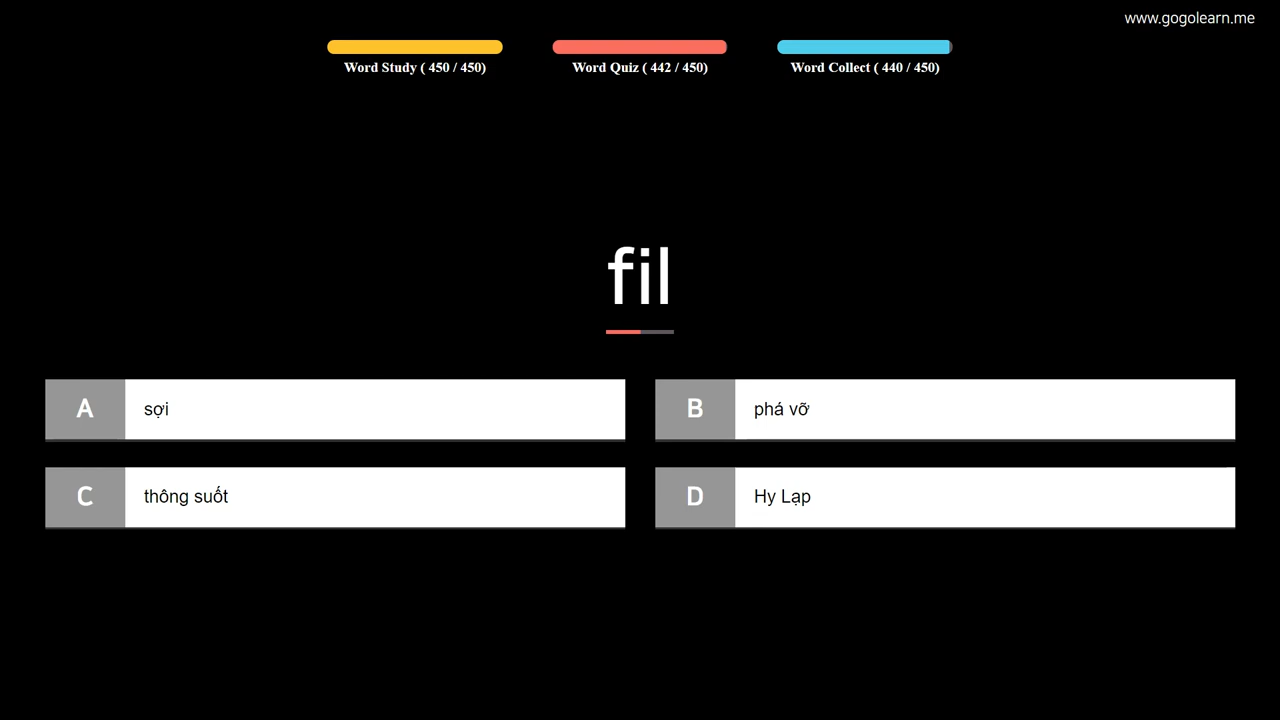 www.gogolearn.me
Word Study ( 450 / 450)
Word Quiz ( 442 / 450)
Word Collect ( 440 / 450)
fil
A sợi
B phá vỡ
C thông suốt
D Hy Lạp